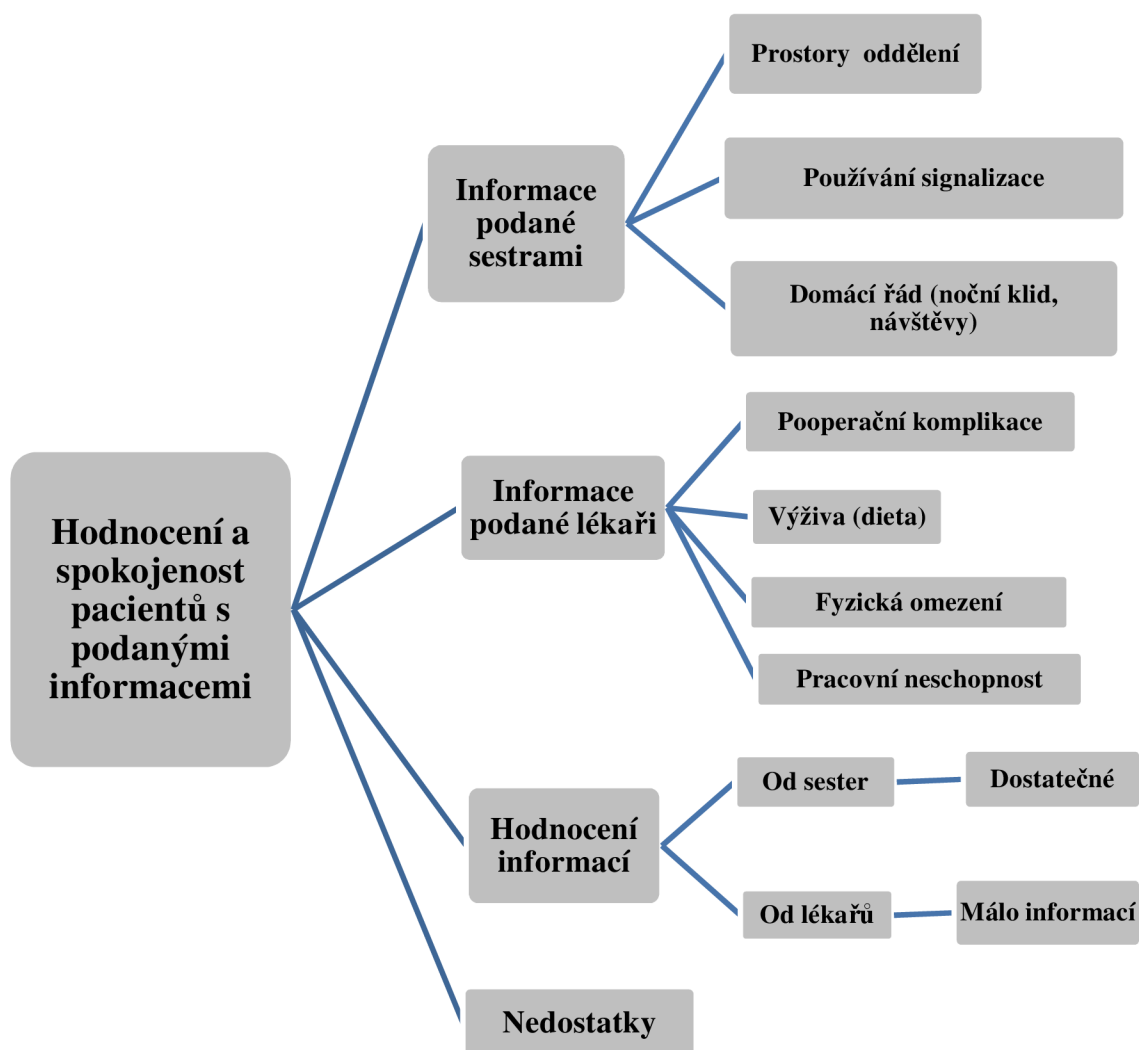 Hodnocení a
spokojenost
pacientů s
podanými
informacemi
Informace
podané
sestrami
Prostory oddělení
Používání signalizace
Domácí řád (noční klid,
návštěvy)
Informace
podané lékaři
Pooperační komplikace
Výživa (dieta)
Fyzická omezení
Pracovní neschopnost
Hodnocení
informací
Od sester
Dostatečné
Od lékařů
Málo informací
Nedostatky